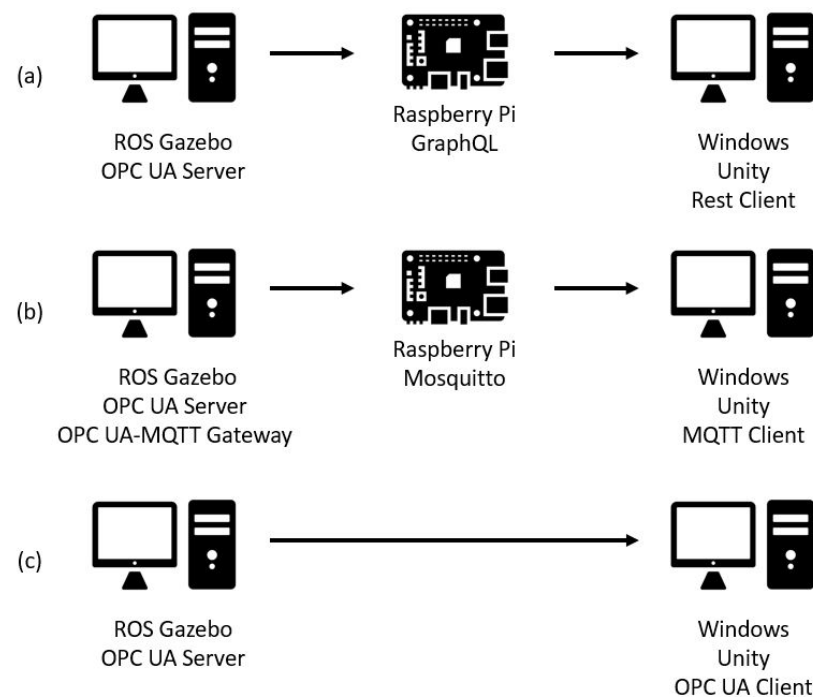 (a)
ROS Gazebo
OPC UA Server
Raspberry Pi
GraphQL
Windows
Unity
Rest Client
(b)
ROS Gazebo
OPC UA Server
OPC UA-MQTT Gateway
Raspberry Pi
Mosquitto
Windows
Unity
MQTT Client
(c)
ROS Gazebo
OPC UA Server
Windows
Unity
OPC UA Client